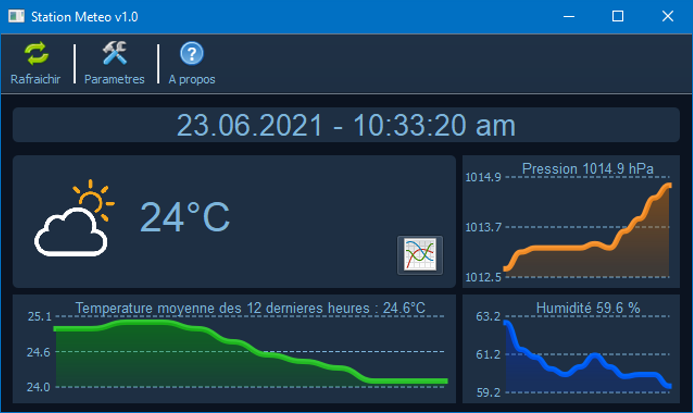 Station Meteo v1.0
Rafraichir
Parametres
A propos
23.06.2021 - 10:33:20 am
24°C
Pression 1014.9 hPa
1014.9
1013.7
1012.5
Temperature moyenne des 12 dernieres heures : 24.6°C
25.1
24.6
24.0
Humidité 59.6 %
63.2
61.2
59.2